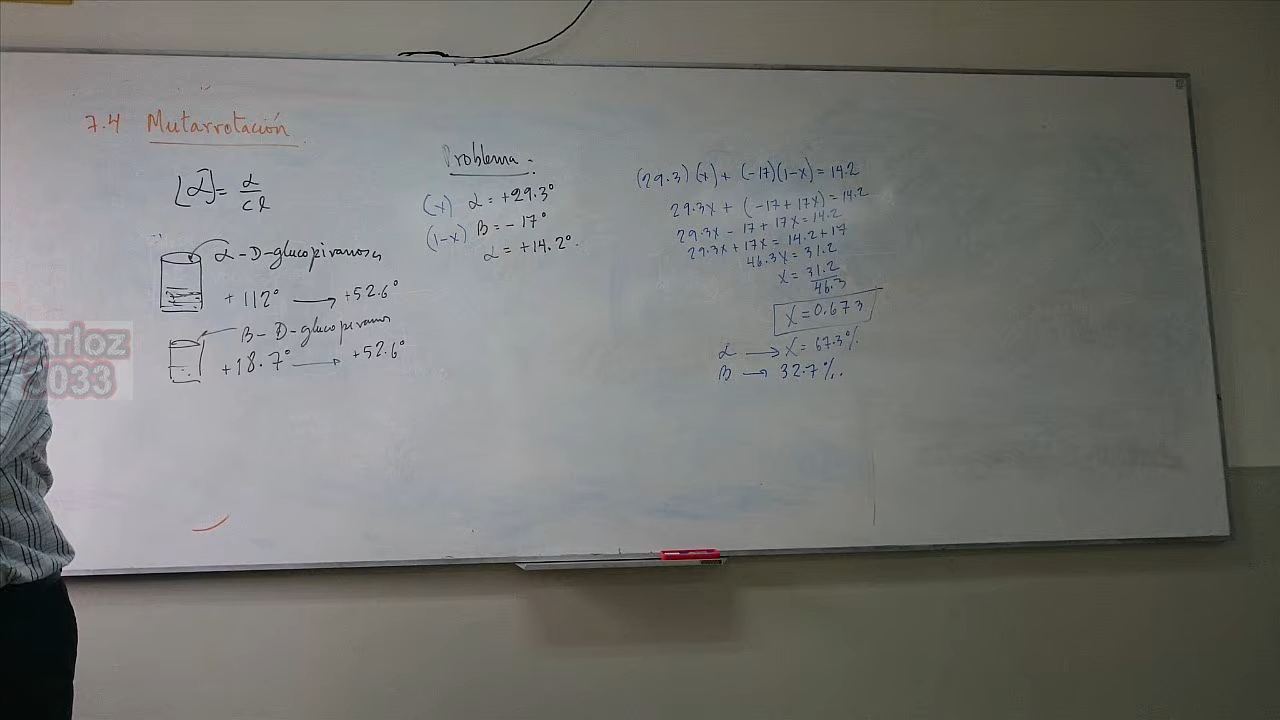 7.4 Mutarrotación
[α] = α/cl
α-D-glucopiranosa
+112° → +52.6°
B-D-glucopirano
+18.7° → +52.6°
Problema.
(x) α = +29.3°
(1-x) B = -17°
α = +14.2°.
(29.3)(x) + (-17)(1-x) = 14.2
29.3x + (-17+17x) = 14.2
29.3x - 17 + 17x = 14.2
29.3x + 17x = 14.2 + 17
46.3x = 31.2
x = 31.2/46.3
x = 0.673
α → x = 67.3%
B → 32.7%.
arloz
033